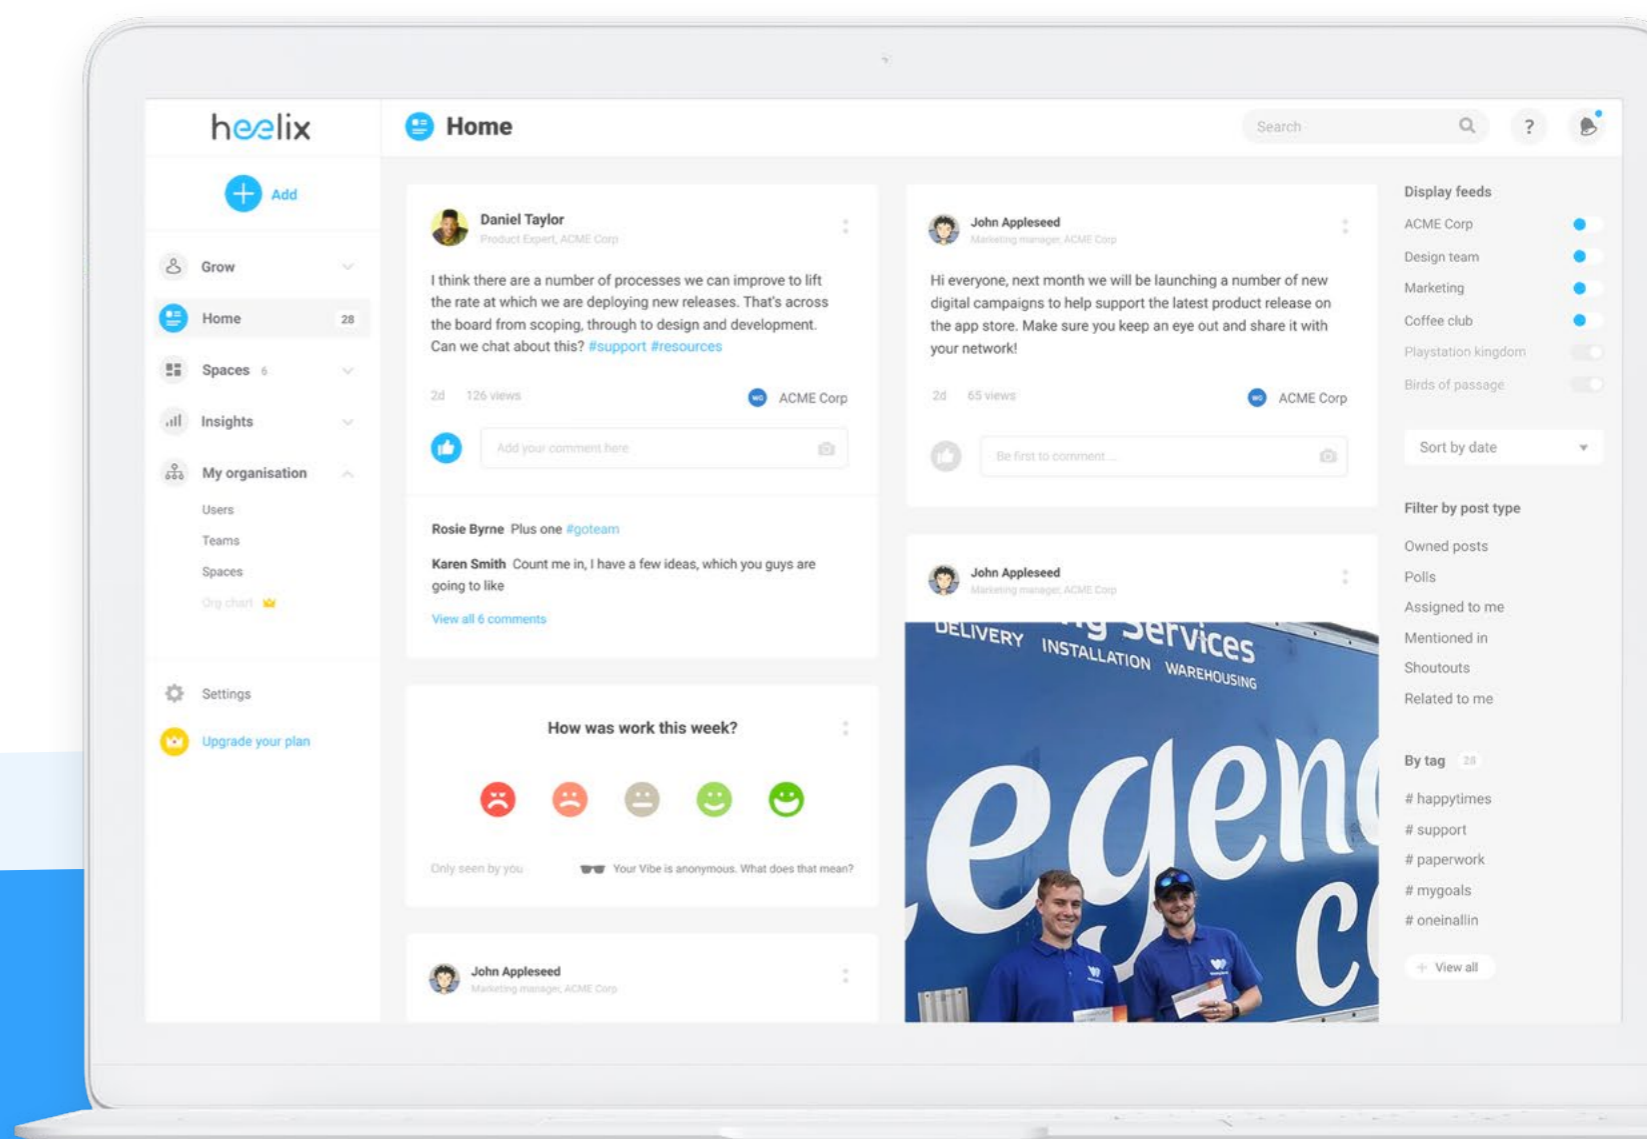 heelix
Home
Search
?
Add
Grow
Home 28
Spaces 6
Insights
My organisation
Users
Teams
Spaces
Org chart
Settings
Upgrade your plan
Daniel Taylor
Product Expert, ACME Corp
I think there are a number of processes we can improve to lift
the rate at which we are deploying new releases. That's across
the board from scoping, through to design and development.
Can we chat about this? #support #resources
2d 126 views
WG ACME Corp
Add your comment here
Rosie Byrne Plus one #goteam
Karen Smith Count me in, I have a few ideas, which you guys are
going to like
View all 6 comments
How was work this week?
Only seen by you
Your Vibe is anonymous. What does that mean?
John Appleseed
Marketing manager, ACME Corp
John Appleseed
Marketing manager, ACME Corp
Hi everyone, next month we will be launching a number of new
digital campaigns to help support the latest product release on
the app store. Make sure you keep an eye out and share it with
your network!
2d 65 views
WG ACME Corp
Be first to comment ...
John Appleseed
Marketing manager, ACME Corp
Services
DELIVERY INSTALLATION WAREHOUSING
egen
c
Display feeds
ACME Corp
Design team
Marketing
Coffee club
Playstation kingdom
Birds of passage
Sort by date
Filter by post type
Owned posts
Polls
Assigned to me
Mentioned in
Shoutouts
Related to me
By tag 28
# happytimes
# support
# paperwork
# mygoals
# oneinallin
+ View all